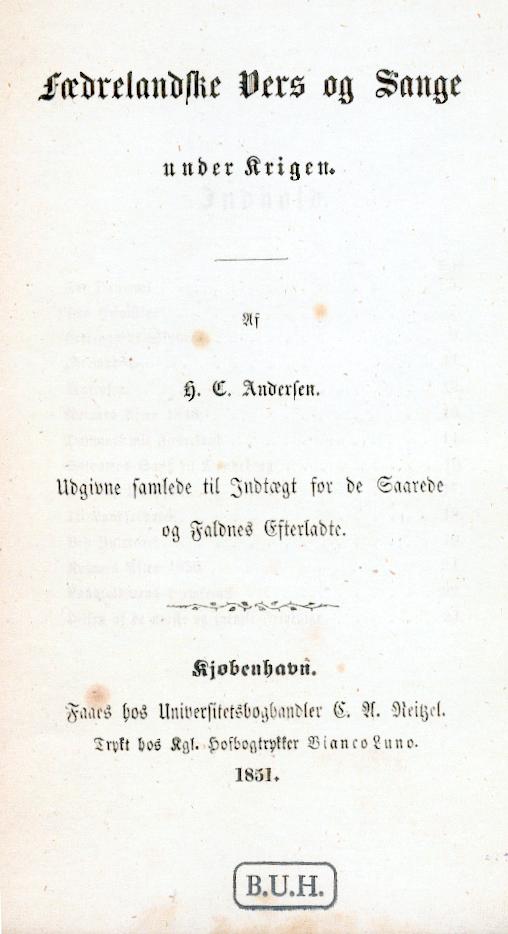 Fædrelandske Vers og Sange
under Krigen.
Af
H. C. Andersen.
Udgivne samlede til Indtægt for de Saarede
og Faldnes Efterladte.
Kjøbenhavn.
Faaes hos Universitetsboghandler C. A. Reitzel.
Trykt hos Kgl. Hofbogtrykker Bianco Luno.
1851.
B.U.H.